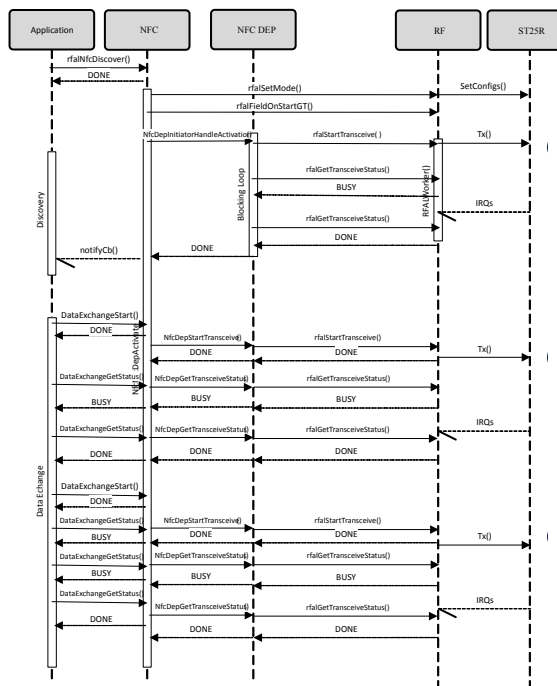 Application NFC NFC DEP RF ST25R
rfalNfcDiscover()
DONE
rfalSetMode() SetConfigs()
rfalFieldOnStartGT()
NfcDepInitiatorHandleActivation() rfalStartTransceive( ) Tx()
rfalGetTransceiveStatus()
BUSY
IRQs
rfalGetTransceiveStatus()
DONE
notifyCb() DONE
Discovery
Blocking Loop
RFALWorker()
DataExchangeStart()
DONE
NfcDepStartTransceive() rfalStartTransceive()
DONE DONE
Tx()
DataExchangeGetStatus() NfcDepGetTransceiveStatus() rfalGetTransceiveStatus()
BUSY BUSY BUSY
IRQs
DataExchangeGetStatus() NfcDepGetTransceiveStatus() rfalGetTransceiveStatus()
DONE DONE DONE
DataExchangeStart()
DONE
DataExchangeGetStatus() NfcDepStartTransceive() rfalStartTransceive()
BUSY DONE DONE
Tx()
DataExchangeGetStatus() NfcDepGetTransceiveStatus() rfalGetTransceiveStatus()
BUSY BUSY BUSY
DataExchangeGetStatus()
IRQs
NfcDepGetTransceiveStatus() rfalGetTransceiveStatus()
DONE
DONE DONE
Data Echange